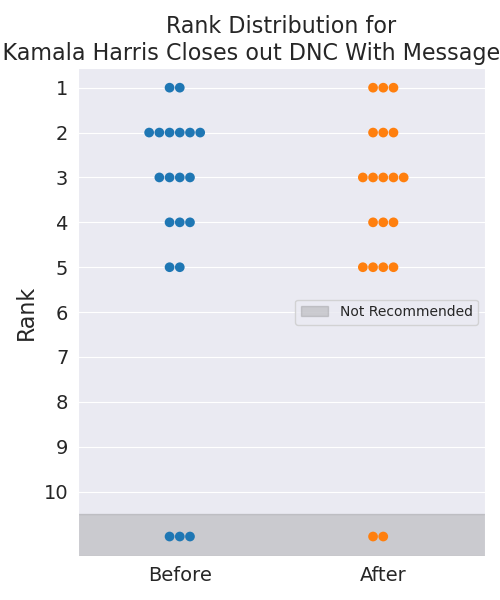 Rank Distribution for
Kamala Harris Closes out DNC With Message
1
2
3
4
5
6
7
8
9
10
Rank
Not Recommended
Before
After